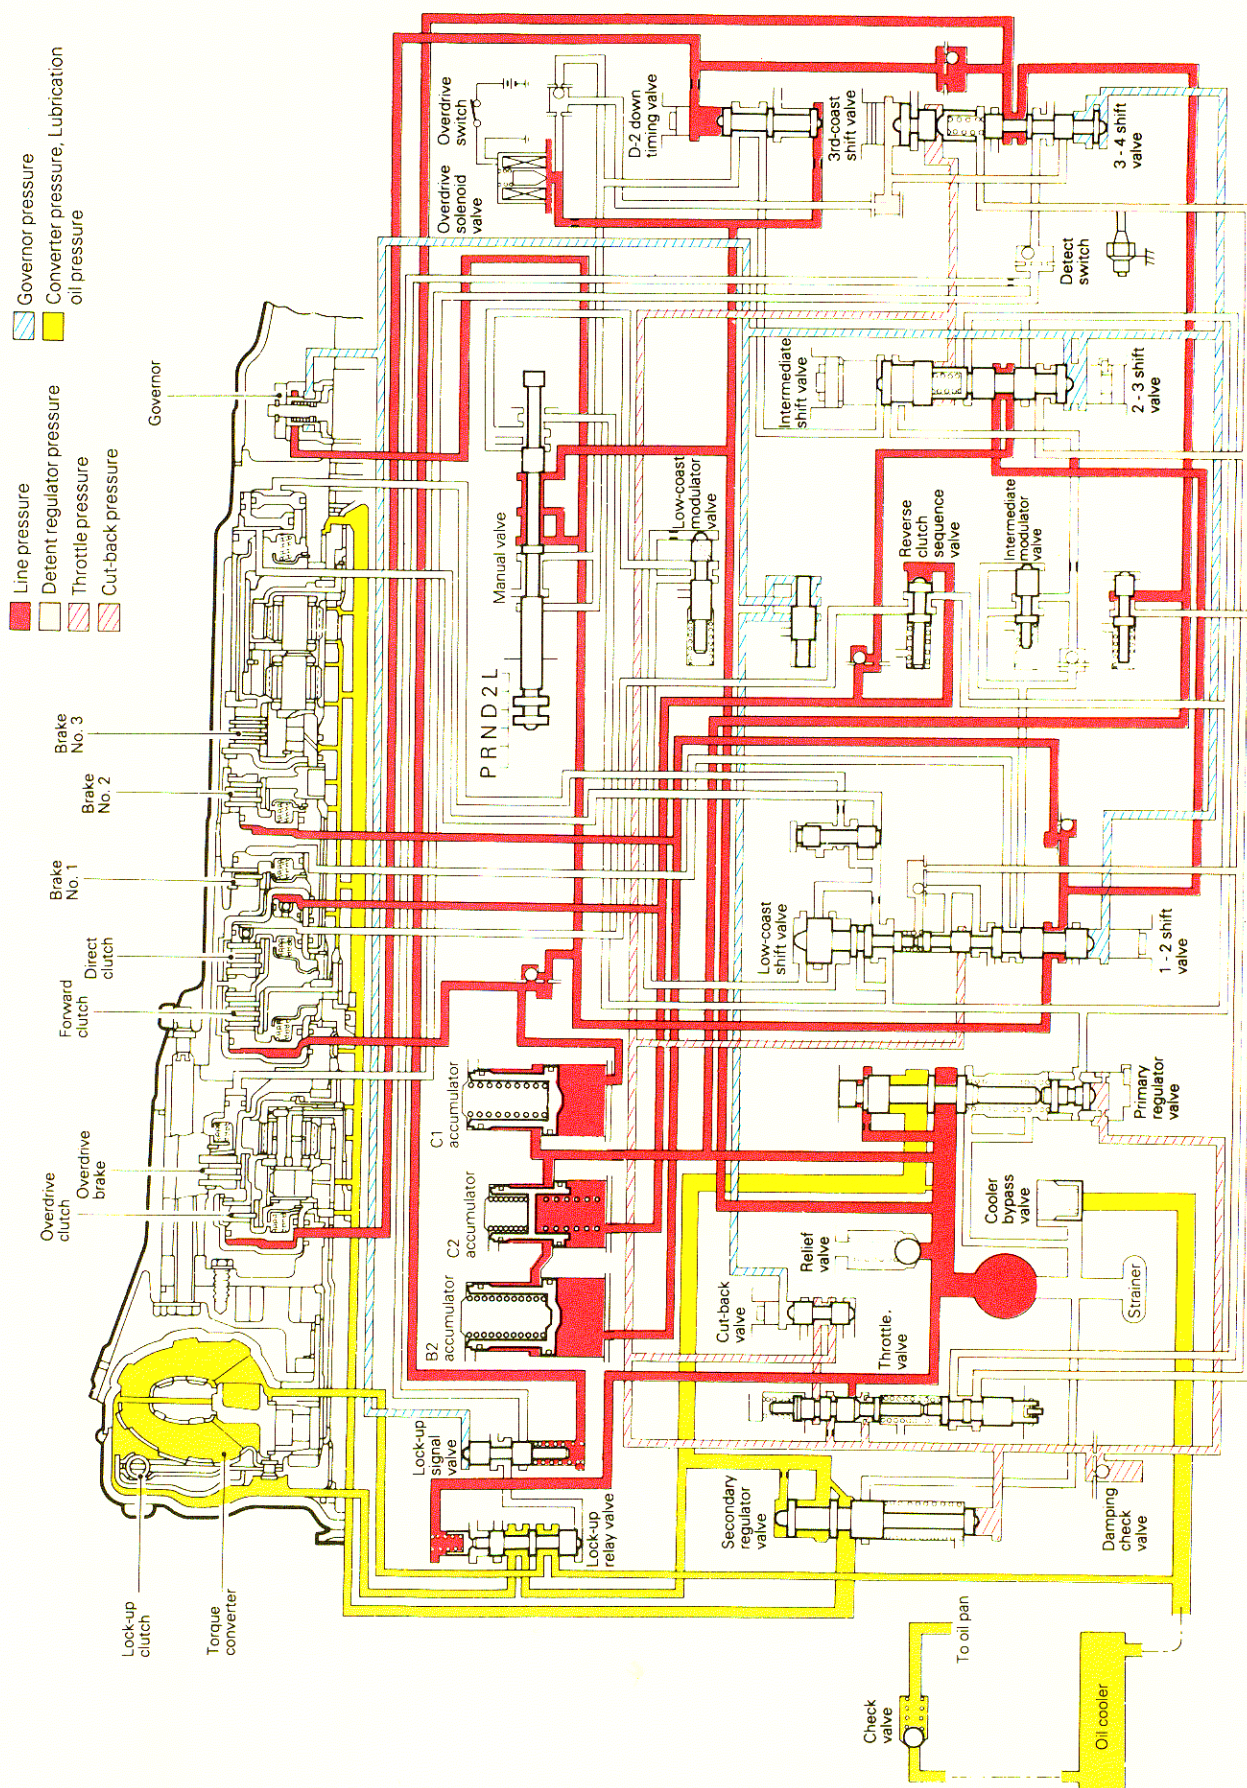 Line pressure
Detent regulator pressure
Throttle pressure
Cut-back pressure
Governor pressure
Converter pressure, Lubrication
oil pressure
Lock-up
clutch
Torque
converter
Overdrive
clutch
Overdrive
brake
Forward
clutch
Direct
clutch
Brake
No. 1
Brake
No. 2
Brake
No. 3
Governor
Lock-up
signal
valve
Lock-up
relay valve
B2
accumulator
C2
accumulator
C1
accumulator
P R N D 2 L
Manual valve
Overdrive
solenoid
valve
Overdrive
switch
D-2 down
timing valve
3rd-coast
shift valve
3 - 4 shift
valve
Detect
switch
Intermediate
shift valve
2 - 3 shift
valve
Low-coast
modulator
valve
Reverse
clutch
sequence
valve
Intermediate
modulator
valve
Low-coast
shift valve
1 - 2 shift
valve
Primary
regulator
valve
Cooler
bypass
valve
Relief
valve
Strainer
Cut-back
valve
Throttle.
valve
Secondary
regulator
valve
Damping
check
valve
Check
valve
To oil pan
Oil cooler